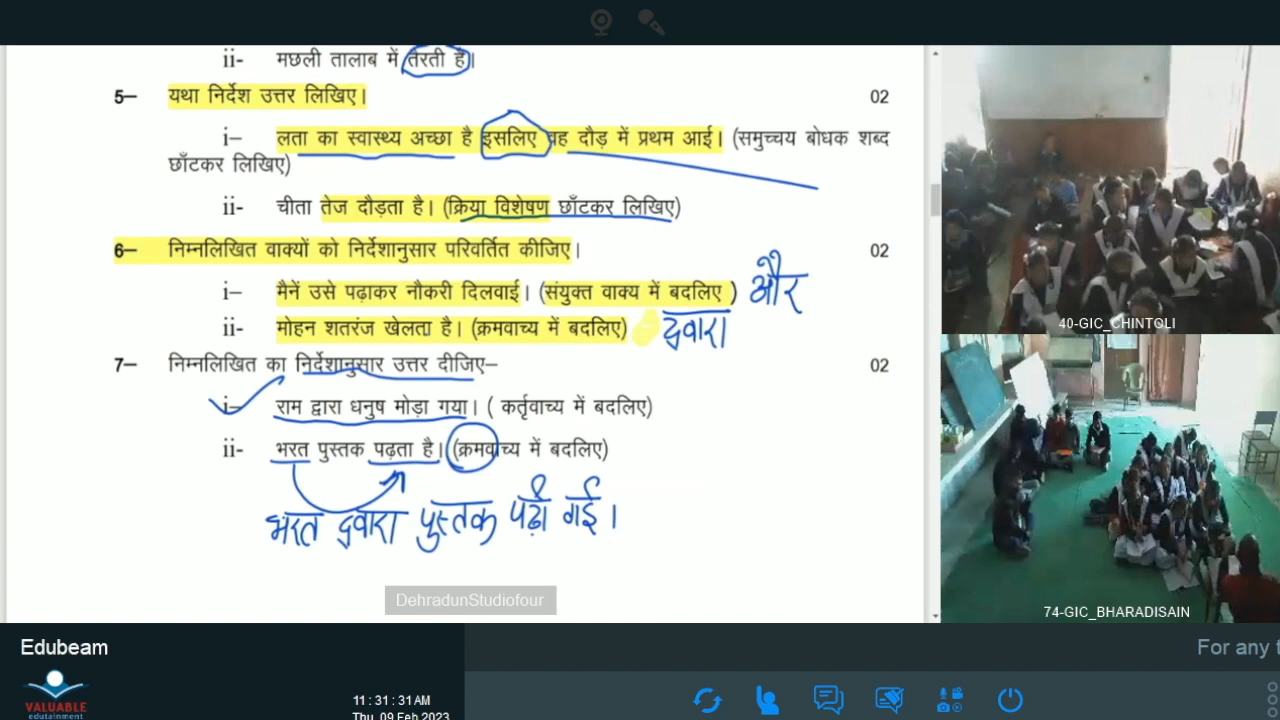 ii- मछली तालाब में तैरती है।
5– यथा निर्देश उत्तर लिखिए। 02
i– लता का स्वास्थ्य अच्छा है इसलिए वह दौड़ में प्रथम आई। (समुच्चय बोधक शब्द
छाँटकर लिखिए)
ii- चीता तेज दौड़ता है। (क्रिया विशेषण छाँटकर लिखिए)
6– निम्नलिखित वाक्यों को निर्देशानुसार परिवर्तित कीजिए। 02
i– मैनें उसे पढ़ाकर नौकरी दिलवाई। (संयुक्त वाक्य में बदलिए ) और
ii- मोहन शतरंज खेलता है। (क्रमवाच्य में बदलिए) द्वारा
7– निम्नलिखित का निर्देशानुसार उत्तर दीजिए– 02
i– राम द्वारा धनुष मोड़ा गया। ( कर्तृवाच्य में बदलिए)
ii- भरत पुस्तक पढ़ता है। (क्रमवाच्य में बदलिए)
भरत द्वारा पुस्तक पढ़ी गई।
DehradunStudiofour
40-GIC_CHINTOLI
74-GIC_BHARADISAIN
Edubeam
For any t
VALUABLE
edutainment
11 : 31 : 31 AM
Thu, 09 Feb 2023